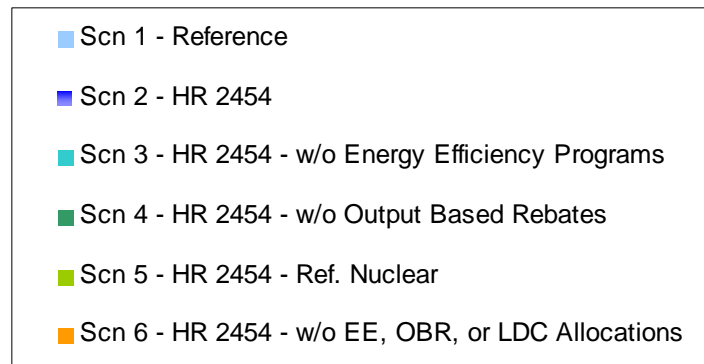 Scn 1 - Reference
Scn 2 - HR 2454
Scn 3 - HR 2454 - w/o Energy Efficiency Programs
Scn 4 - HR 2454 - w/o Output Based Rebates
Scn 5 - HR 2454 - Ref. Nuclear
Scn 6 - HR 2454 - w/o EE, OBR, or LDC Allocations